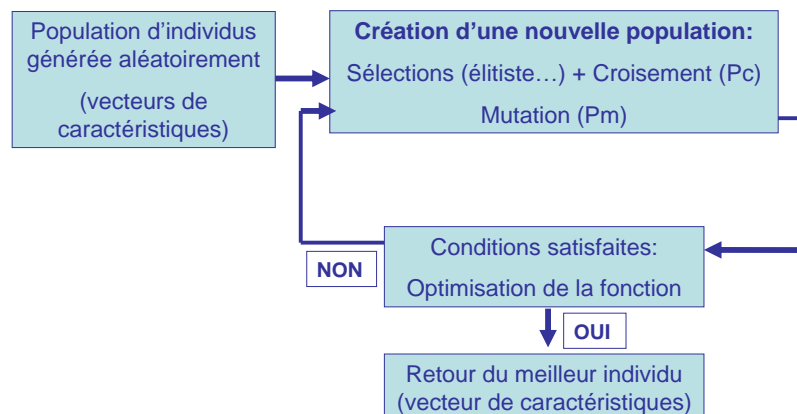 Population d'individus
générée aléatoirement
(vecteurs de
caractéristiques)
Création d'une nouvelle population:
Sélections (élitiste…) + Croisement (Pc)
Mutation (Pm)
Conditions satisfaites:
Optimisation de la fonction
NON
OUI
Retour du meilleur individu
(vecteur de caractéristiques)